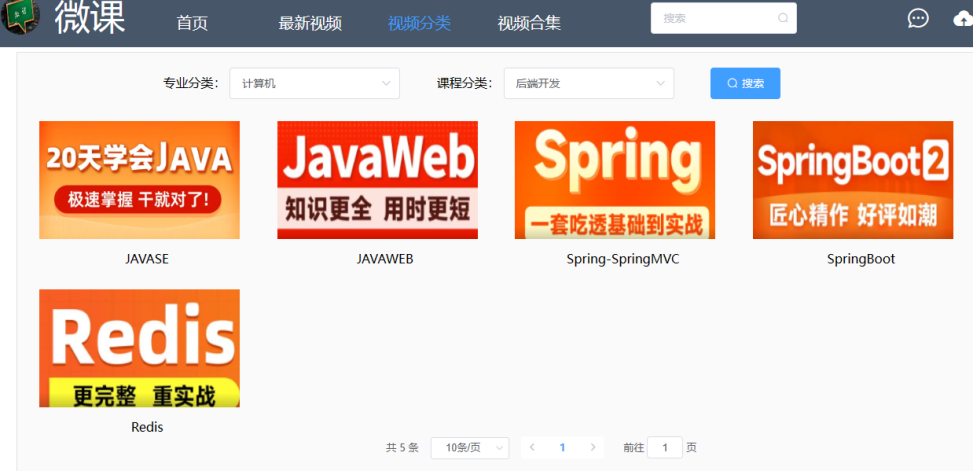 微课 首页 最新视频 视频分类 视频合集 搜索
专业分类： 计算机 课程分类： 后端开发 搜索
20天学会JAVA
极速掌握 干就对了!
JavaWeb
知识更全 用时更短
Spring
一套吃透基础到实战
SpringBoot2
匠心精作 好评如潮
JAVASE JAVAWEB Spring-SpringMVC SpringBoot
Redis
更完整 重实战
Redis
共 5 条 10条/页 1 前往 1 页